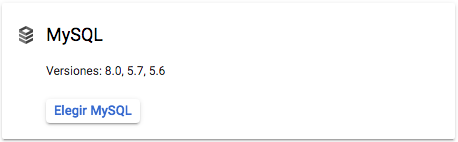 MySQL
Versiones: 8.0, 5.7, 5.6
Elegir MySQL